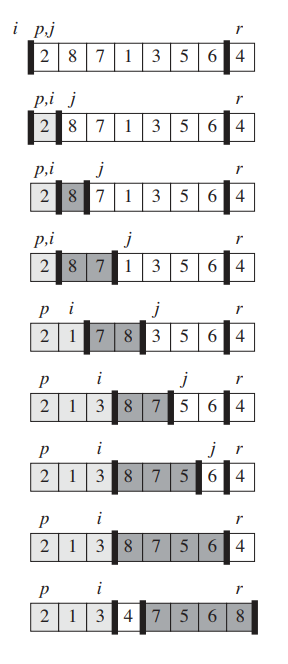 i p,j r
2 8 7 1 3 5 6 4
p,i j r
2 8 7 1 3 5 6 4
p,i j r
2 8 7 1 3 5 6 4
p,i j r
2 8 7 1 3 5 6 4
p i j r
2 1 7 8 3 5 6 4
p i j r
2 1 3 8 7 5 6 4
p i j r
2 1 3 8 7 5 6 4
p i r
2 1 3 8 7 5 6 4
p i r
2 1 3 4 7 5 6 8